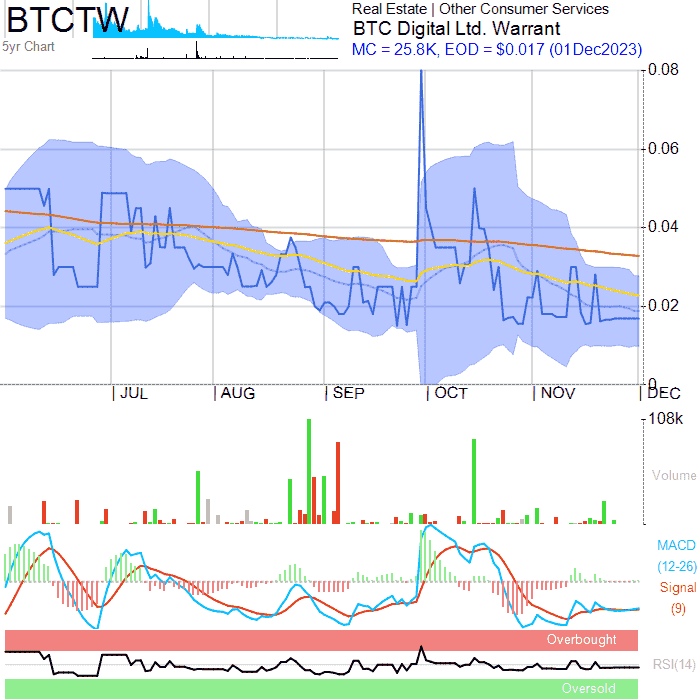 BTCTW
5yr Chart
Real Estate | Other Consumer Services
BTC Digital Ltd. Warrant
MC = 25.8K, EOD = $0.017 (01Dec2023)
0.08
0.06
0.04
0.02
0
| JUL | AUG | SEP | OCT | NOV | DEC
108k
Volume
MACD
(12-26)
Signal
(9)
Overbought
RSI(14)
Oversold